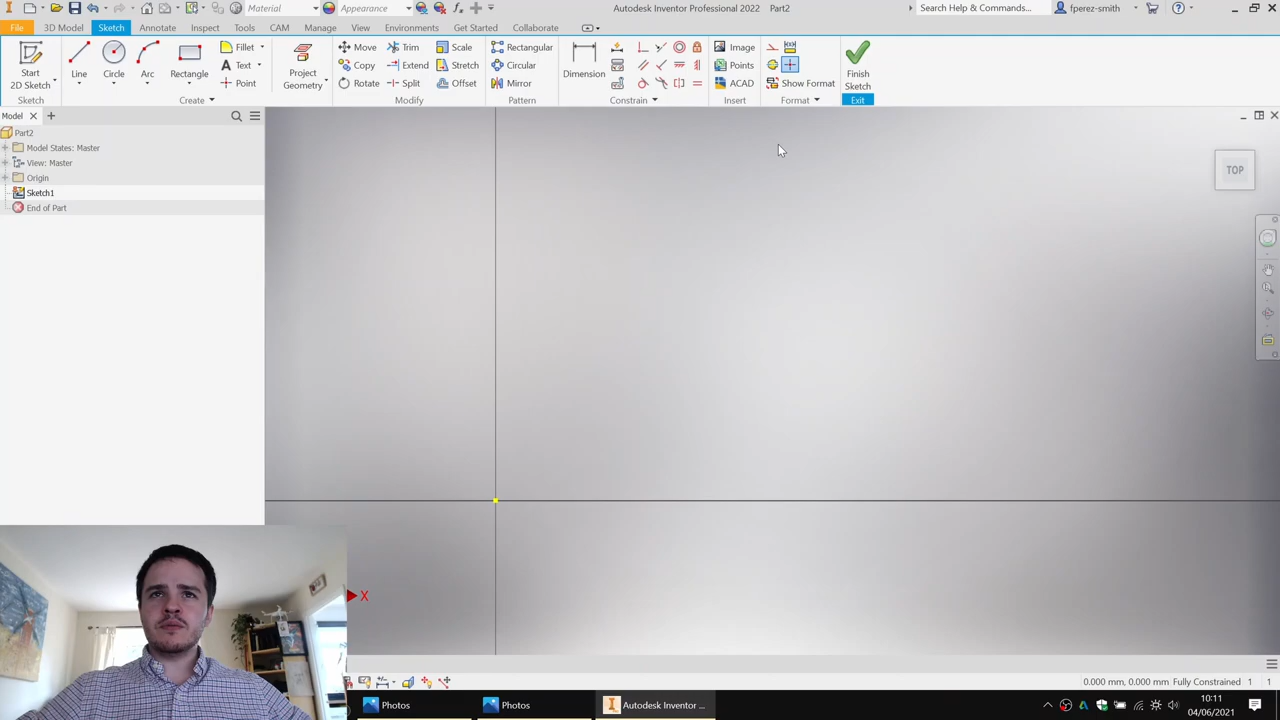 Material
Appearance
Autodesk Inventor Professional 2022 Part2
Search Help & Commands...
fperez-smith
File
3D Model
Sketch
Annotate
Inspect
Tools
CAM
Manage
View
Environments
Get Started
Collaborate
Start
2D Sketch
Line
Circle
Arc
Rectangle
Fillet
Text
Point
Project
Geometry
Move
Copy
Rotate
Trim
Extend
Split
Scale
Stretch
Offset
Rectangular
Circular
Mirror
Dimension
Image
Points
ACAD
Show Format
Finish
Sketch
Sketch
Create
Modify
Pattern
Constrain
Insert
Format
Exit
Model
Part2
Model States: Master
View: Master
Origin
Sketch1
End of Part
TOP
X
0.000 mm, 0.000 mm Fully Constrained 1 1
Photos
Photos
Autodesk Inventor ...
10:11
04/06/2021